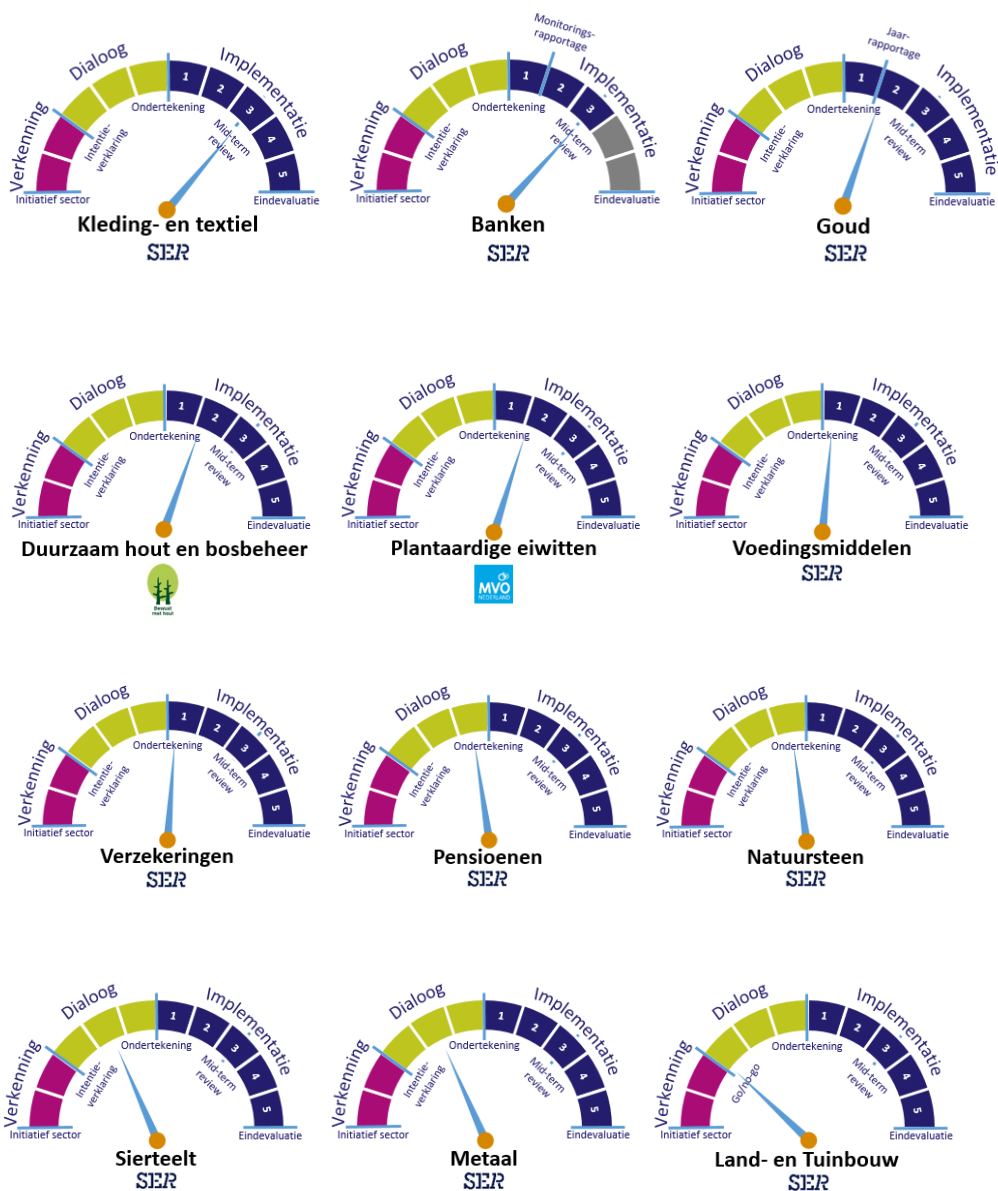 Verkenning
Dialoog
Implementatie
1
2
3
4
5
Ondertekening
Intentie-
verklaring
Mid-term
review
Initiatief sector
Eindevaluatie
Kleding- en textiel
SER
Verkenning
Dialoog
Monitorings-
rapportage
Implementatie
1
2
3
Ondertekening
Intentie-
verklaring
Mid-term
review
Initiatief sector
Eindevaluatie
Banken
SER
Verkenning
Dialoog
Jaar-
rapportage
Implementatie
1
2
3
4
5
Ondertekening
Intentie-
verklaring
Mid-term
review
Initiatief sector
Eindevaluatie
Goud
SER
Verkenning
Dialoog
Implementatie
1
2
3
4
5
Ondertekening
Intentie-
verklaring
Mid-term
review
Initiatief sector
Eindevaluatie
Duurzaam hout en bosbeheer
Bewust
met hout
Verkenning
Dialoog
Implementatie
1
2
3
4
5
Ondertekening
Intentie-
verklaring
Mid-term
review
Initiatief sector
Eindevaluatie
Plantaardige eiwitten
MVO
NEDERLAND
Verkenning
Dialoog
Implementatie
1
2
3
4
5
Ondertekening
Intentie-
verklaring
Mid-term
review
Initiatief sector
Eindevaluatie
Voedingsmiddelen
SER
Verkenning
Dialoog
Implementatie
1
2
3
4
5
Ondertekening
Intentie-
verklaring
Mid-term
review
Initiatief sector
Eindevaluatie
Verzekeringen
SER
Verkenning
Dialoog
Implementatie
1
2
3
4
5
Ondertekening
Intentie-
verklaring
Mid-term
review
Initiatief sector
Eindevaluatie
Pensioenen
SER
Verkenning
Dialoog
Implementatie
1
2
3
4
5
Ondertekening
Intentie-
verklaring
Mid-term
review
Initiatief sector
Eindevaluatie
Natuursteen
SER
Verkenning
Dialoog
Implementatie
1
2
3
4
5
Ondertekening
Intentie-
verklaring
Mid-term
review
Initiatief sector
Eindevaluatie
Sierteelt
SER
Verkenning
Dialoog
Implementatie
1
2
3
4
5
Ondertekening
Intentie-
verklaring
Mid-term
review
Initiatief sector
Eindevaluatie
Metaal
SER
Verkenning
Dialoog
Implementatie
1
2
3
4
5
Ondertekening
Go/no-go
Mid-term
review
Initiatief sector
Eindevaluatie
Land- en Tuinbouw
SER